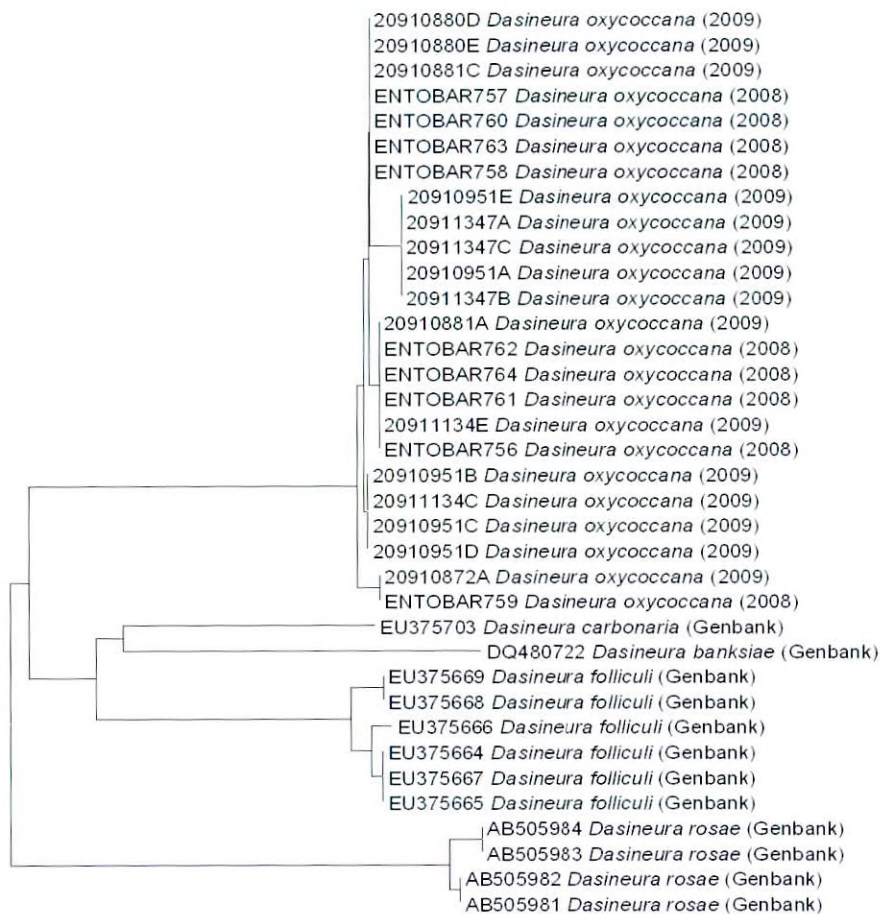 20910880D Dasineura oxycoccana (2009)
20910880E Dasineura oxycoccana (2009)
20910881C Dasineura oxycoccana (2009)
ENTOBAR757 Dasineura oxycoccana (2008)
ENTOBAR760 Dasineura oxycoccana (2008)
ENTOBAR763 Dasineura oxycoccana (2008)
ENTOBAR758 Dasineura oxycoccana (2008)
20910951E Dasineura oxycoccana (2009)
20911347A Dasineura oxycoccana (2009)
20911347C Dasineura oxycoccana (2009)
20910951A Dasineura oxycoccana (2009)
20911347B Dasineura oxycoccana (2009)
20910881A Dasineura oxycoccana (2009)
ENTOBAR762 Dasineura oxycoccana (2008)
ENTOBAR764 Dasineura oxycoccana (2008)
ENTOBAR761 Dasineura oxycoccana (2008)
20911134E Dasineura oxycoccana (2009)
ENTOBAR756 Dasineura oxycoccana (2008)
20910951B Dasineura oxycoccana (2009)
20911134C Dasineura oxycoccana (2009)
20910951C Dasineura oxycoccana (2009)
20910951D Dasineura oxycoccana (2009)
20910872A Dasineura oxycoccana (2009)
ENTOBAR759 Dasineura oxycoccana (2008)
EU375703 Dasineura carbonaria (Genbank)
DQ480722 Dasineura banksiae (Genbank)
EU375669 Dasineura folliculi (Genbank)
EU375668 Dasineura folliculi (Genbank)
EU375666 Dasineura folliculi (Genbank)
EU375664 Dasineura folliculi (Genbank)
EU375667 Dasineura folliculi (Genbank)
EU375665 Dasineura folliculi (Genbank)
AB505984 Dasineura rosae (Genbank)
AB505983 Dasineura rosae (Genbank)
AB505982 Dasineura rosae (Genbank)
AB505981 Dasineura rosae (Genbank)